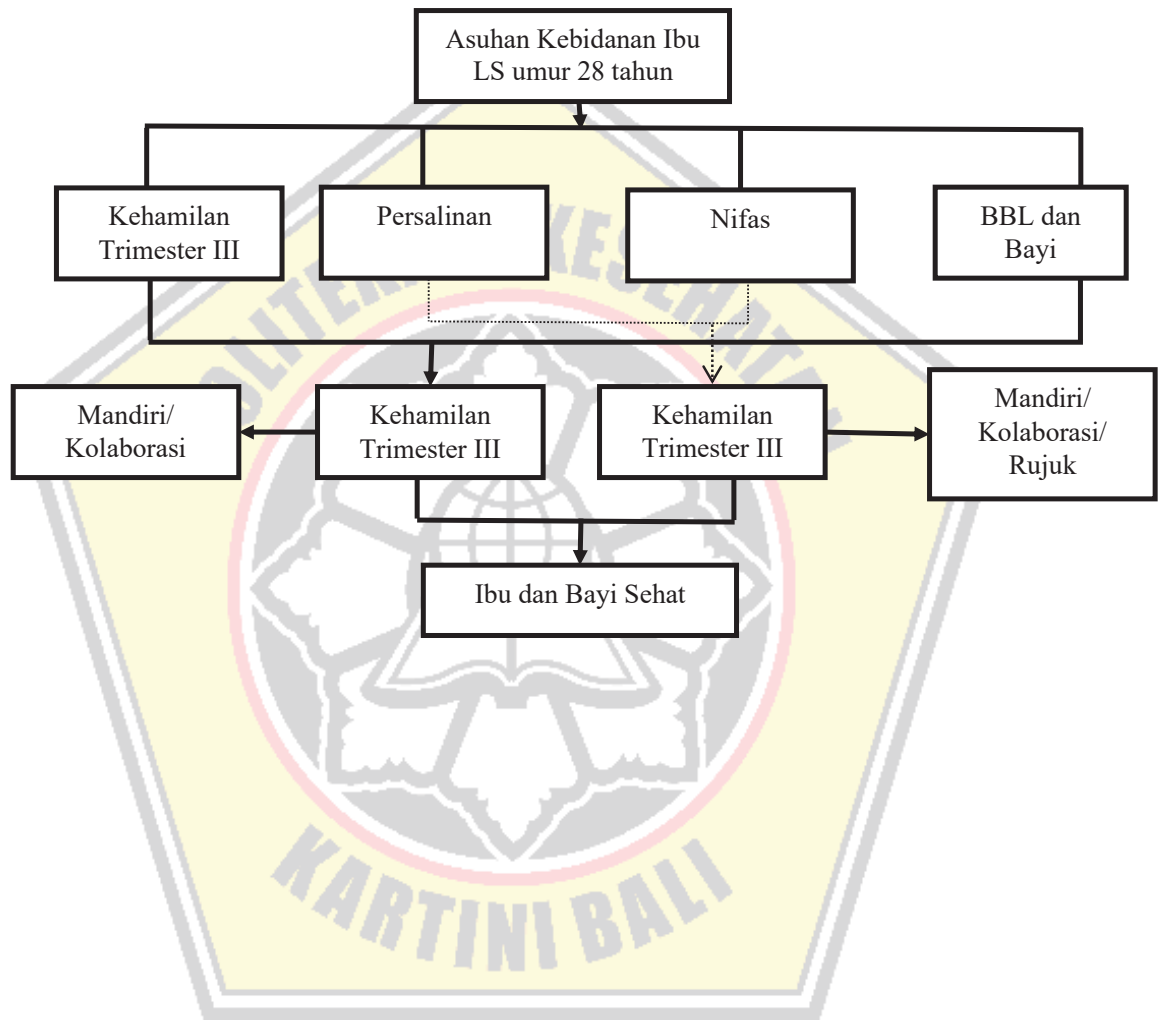 Asuhan Kebidanan Ibu
LS umur 28 tahun
Kehamilan
Trimester III
Persalinan
Nifas
BBL dan
Bayi
Mandiri/
Kolaborasi
Kehamilan
Trimester III
Kehamilan
Trimester III
Mandiri/
Kolaborasi/
Rujuk
Ibu dan Bayi Sehat
KARTINI BALI